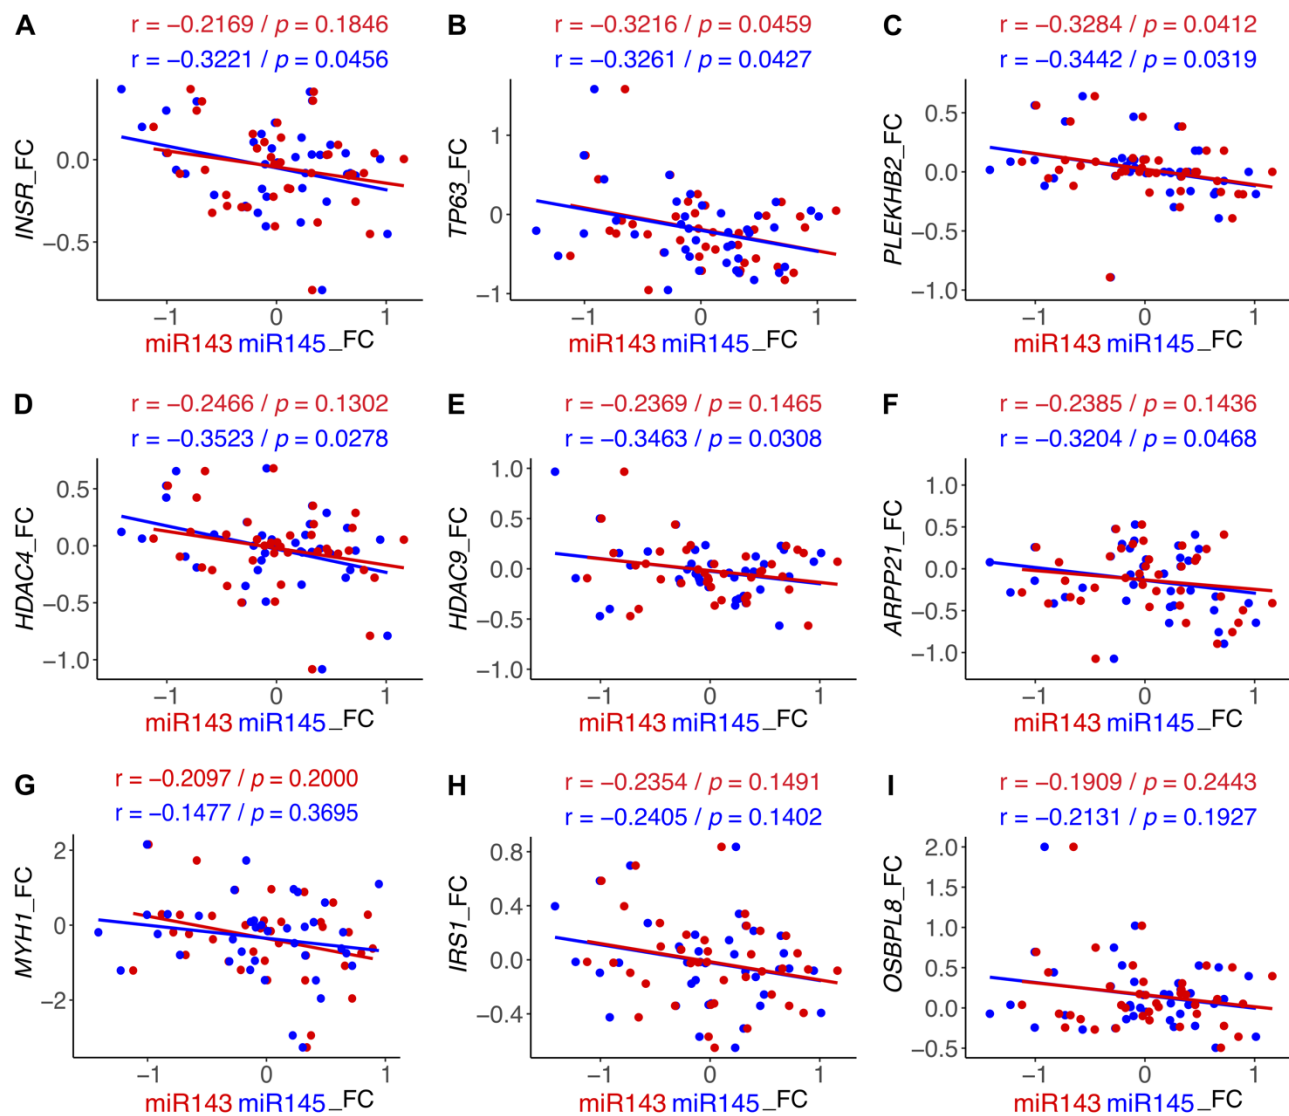 A
r = −0.2169 / p = 0.1846
r = −0.3221 / p = 0.0456
INSR_FC
0.0
−0.5
−1 0 1
miR143 miR145_FC
B
r = −0.3216 / p = 0.0459
r = −0.3261 / p = 0.0427
TP63_FC
1
0
−1
−1 0 1
miR143 miR145_FC
C
r = −0.3284 / p = 0.0412
r = −0.3442 / p = 0.0319
PLEKHB2_FC
0.5
0.0
−0.5
−1.0
−1 0 1
miR143 miR145_FC
D
r = −0.2466 / p = 0.1302
r = −0.3523 / p = 0.0278
HDAC4_FC
0.5
0.0
−0.5
−1.0
−1 0 1
miR143 miR145_FC
E
r = −0.2369 / p = 0.1465
r = −0.3463 / p = 0.0308
HDAC9_FC
1.0
0.5
0.0
−0.5
−1.0
−1 0 1
miR143 miR145_FC
F
r = −0.2385 / p = 0.1436
r = −0.3204 / p = 0.0468
ARPP21_FC
1.0
0.5
0.0
−0.5
−1.0
−1 0 1
miR143 miR145_FC
G
r = −0.2097 / p = 0.2000
r = −0.1477 / p = 0.3695
MYH1_FC
2
0
−2
−1 0 1
miR143 miR145_FC
H
r = −0.2354 / p = 0.1491
r = −0.2405 / p = 0.1402
IRS1_FC
0.8
0.4
0.0
−0.4
−1 0 1
miR143 miR145_FC
I
r = −0.1909 / p = 0.2443
r = −0.2131 / p = 0.1927
OSBPL8_FC
2.0
1.5
1.0
0.5
0.0
−0.5
−1 0 1
miR143 miR145_FC